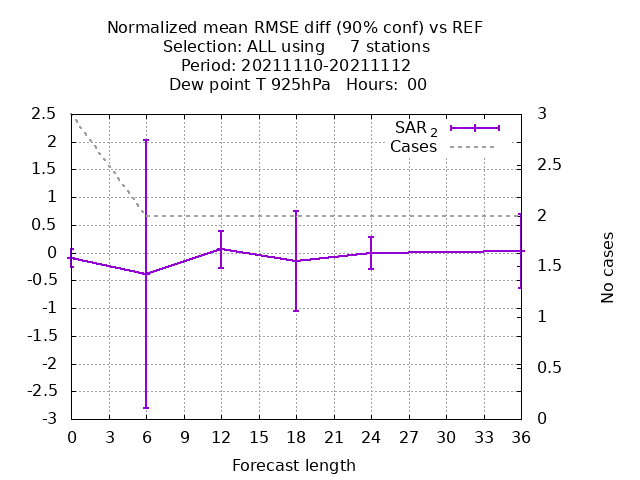 Normalized mean RMSE diff (90% conf) vs REF
Selection: ALL using     7 stations
Period: 20211110-20211112
Dew point T 925hPa   Hours:  00
SAR 2
Cases
2.5
2
1.5
1
0.5
0
-0.5
-1
-1.5
-2
-2.5
-3
3
2.5
2
1.5
1
0.5
0
No cases
0 3 6 9 12 15 18 21 24 27 30 33 36
Forecast length